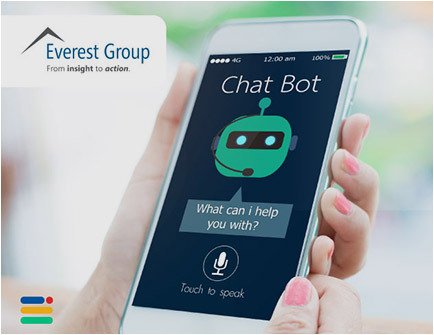 Everest Group
From insight to action.
4G 12:00 am 100%
Chat Bot
What can i help
you with?
Touch to speak